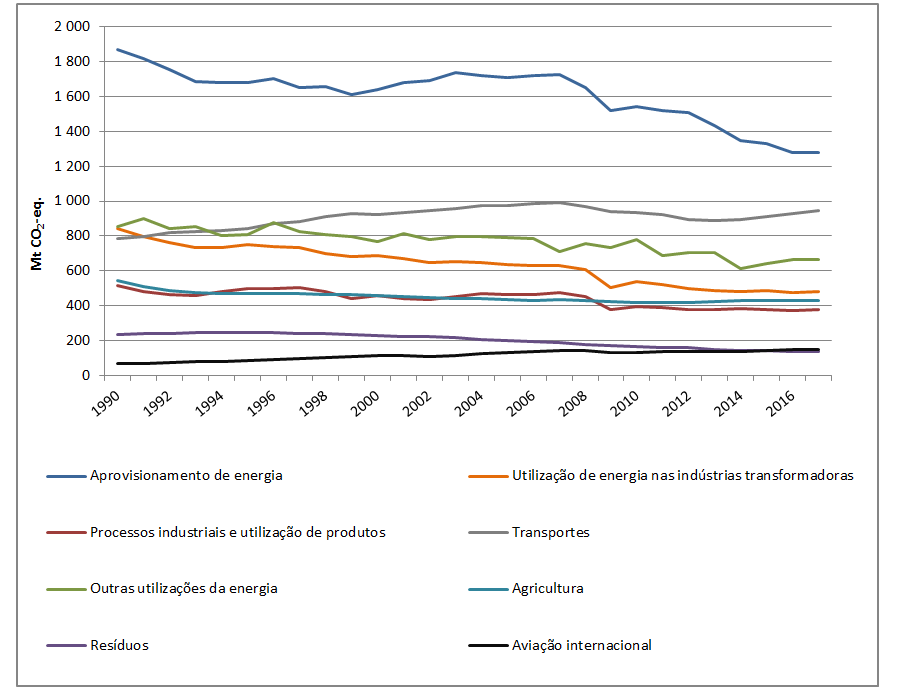 2 000
1 800
1 600
1 400
1 200
1 000
800
600
400
200
0
Mt CO₂-eq.
1990 1992 1994 1996 1998 2000 2002 2004 2006 2008 2010 2012 2014 2016
Aprovisionamento de energia
Utilização de energia nas indústrias transformadoras
Processos industriais e utilização de produtos
Transportes
Outras utilizações da energia
Agricultura
Resíduos
Aviação internacional